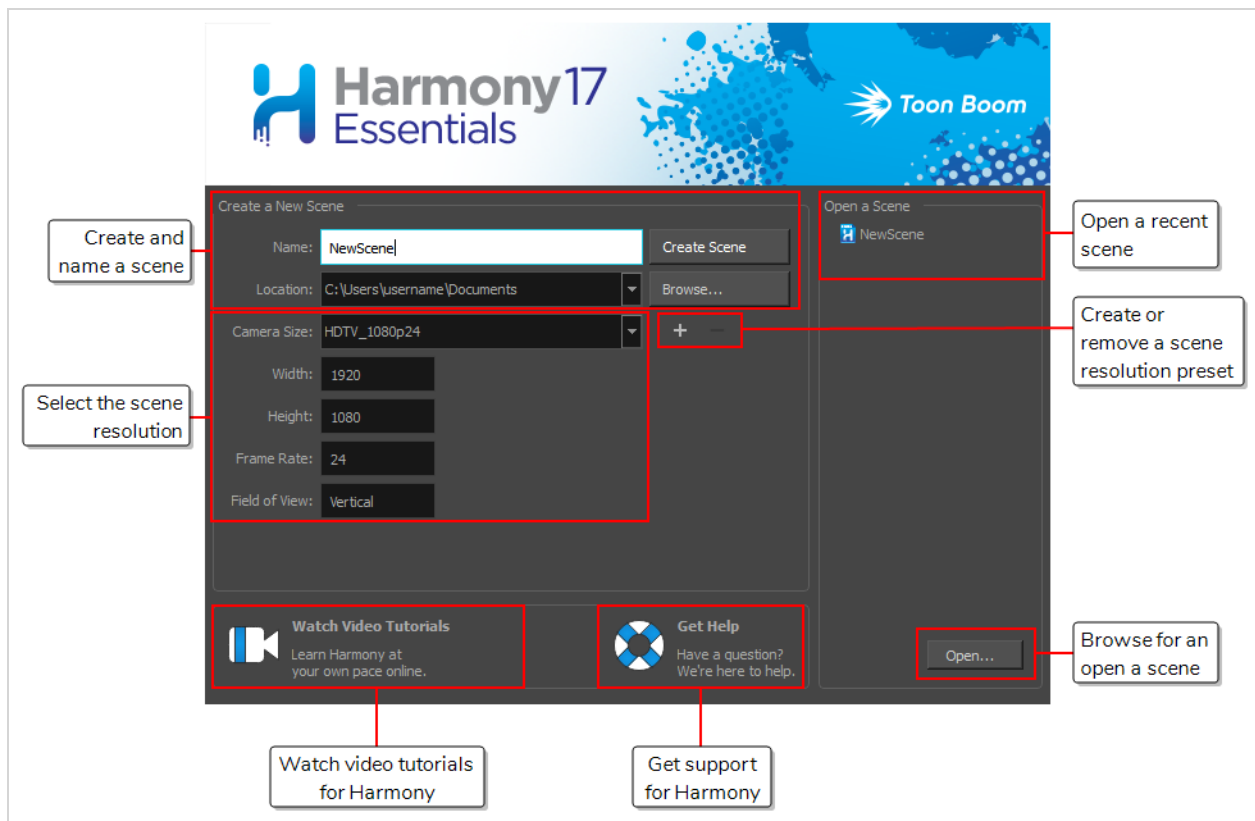 Harmony 17
Essentials
Toon Boom
Create a New Scene
Name: NewScene Create Scene
Location: C:\Users\username\Documents Browse...
Camera Size: HDTV_1080p24 + −
Width: 1920
Height: 1080
Frame Rate: 24
Field of View: Vertical
Open a Scene
NewScene
Watch Video Tutorials
Learn Harmony at
your own pace online.
Get Help
Have a question?
We're here to help.
Open...
Create and
name a scene
Select the scene
resolution
Open a recent
scene
Create or
remove a scene
resolution preset
Browse for an
open a scene
Watch video tutorials
for Harmony
Get support
for Harmony